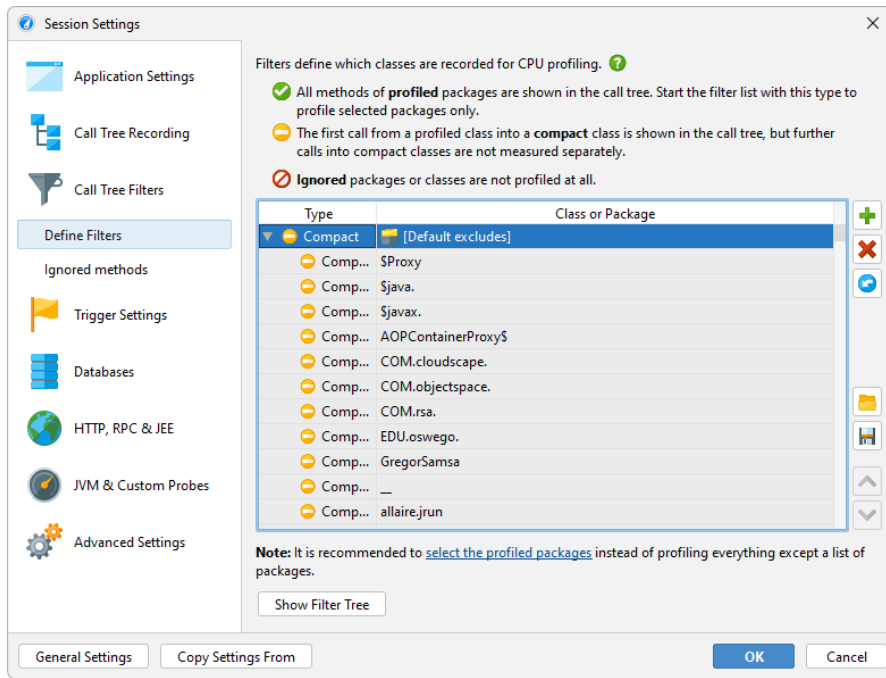 Session Settings
Application Settings
Call Tree Recording
Call Tree Filters
Define Filters
Ignored methods
Trigger Settings
Databases
HTTP, RPC & JEE
JVM & Custom Probes
Advanced Settings
Filters define which classes are recorded for CPU profiling.
All methods of profiled packages are shown in the call tree. Start the filter list with this type to
profile selected packages only.
The first call from a profiled class into a compact class is shown in the call tree, but further
calls into compact classes are not measured separately.
Ignored packages or classes are not profiled at all.
Type Class or Package
Compact [Default excludes]
Comp... $Proxy
Comp... $java.
Comp... $javax.
Comp... AOPContainerProxy$
Comp... COM.cloudscape.
Comp... COM.objectspace.
Comp... COM.rsa.
Comp... EDU.oswego.
Comp... GregorSamsa
Comp... __
Comp... allaire.jrun
Note: It is recommended to select the profiled packages instead of profiling everything except a list of
packages.
Show Filter Tree
General Settings Copy Settings From OK Cancel